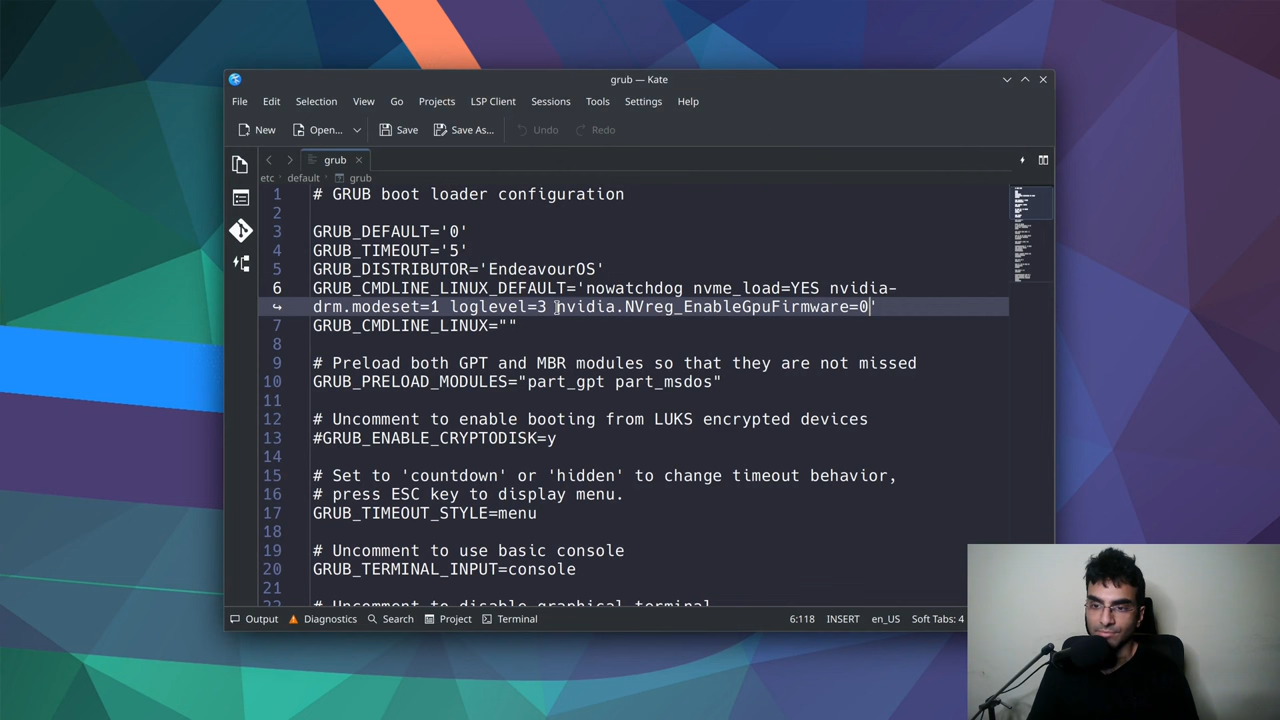 grub — Kate
File Edit Selection View Go Projects LSP Client Sessions Tools Settings Help
New Open... Save Save As... Undo Redo
grub
etc default grub
1 # GRUB boot loader configuration
2
3 GRUB_DEFAULT='0'
4 GRUB_TIMEOUT='5'
5 GRUB_DISTRIBUTOR='EndeavourOS'
6 GRUB_CMDLINE_LINUX_DEFAULT='nowatchdog nvme_load=YES nvidia-
drm.modeset=1 loglevel=3 nvidia.NVreg_EnableGpuFirmware=0'
7 GRUB_CMDLINE_LINUX=""
8
9 # Preload both GPT and MBR modules so that they are not missed
10 GRUB_PRELOAD_MODULES="part_gpt part_msdos"
11
12 # Uncomment to enable booting from LUKS encrypted devices
13 #GRUB_ENABLE_CRYPTODISK=y
14
15 # Set to 'countdown' or 'hidden' to change timeout behavior,
16 # press ESC key to display menu.
17 GRUB_TIMEOUT_STYLE=menu
18
19 # Uncomment to use basic console
20 GRUB_TERMINAL_INPUT=console
21
22 # Uncomment to disable graphical terminal
Output Diagnostics Search Project Terminal 6:118 INSERT en_US Soft Tabs: 4